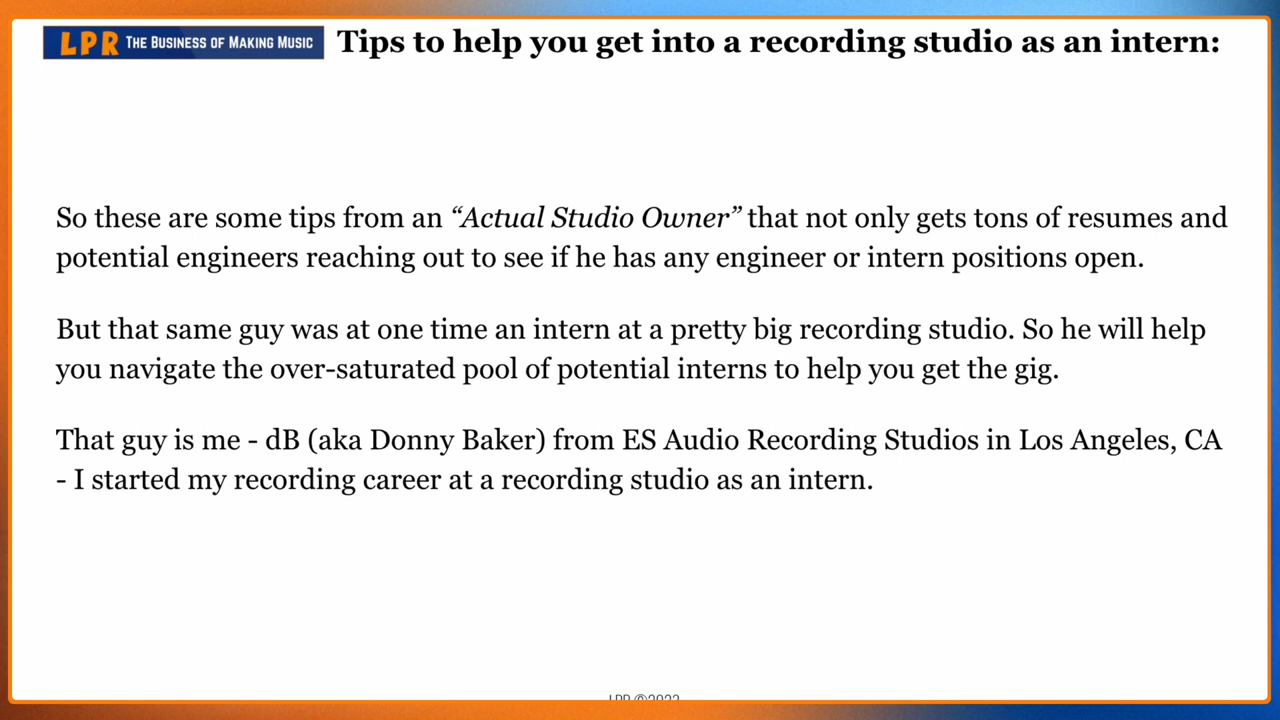 LPR THE BUSINESS OF MAKING MUSIC
Tips to help you get into a recording studio as an intern:
So these are some tips from an “Actual Studio Owner” that not only gets tons of resumes and
potential engineers reaching out to see if he has any engineer or intern positions open.
But that same guy was at one time an intern at a pretty big recording studio. So he will help
you navigate the over-saturated pool of potential interns to help you get the gig.
That guy is me - dB (aka Donny Baker) from ES Audio Recording Studios in Los Angeles, CA
- I started my recording career at a recording studio as an intern.
LPR ©2022